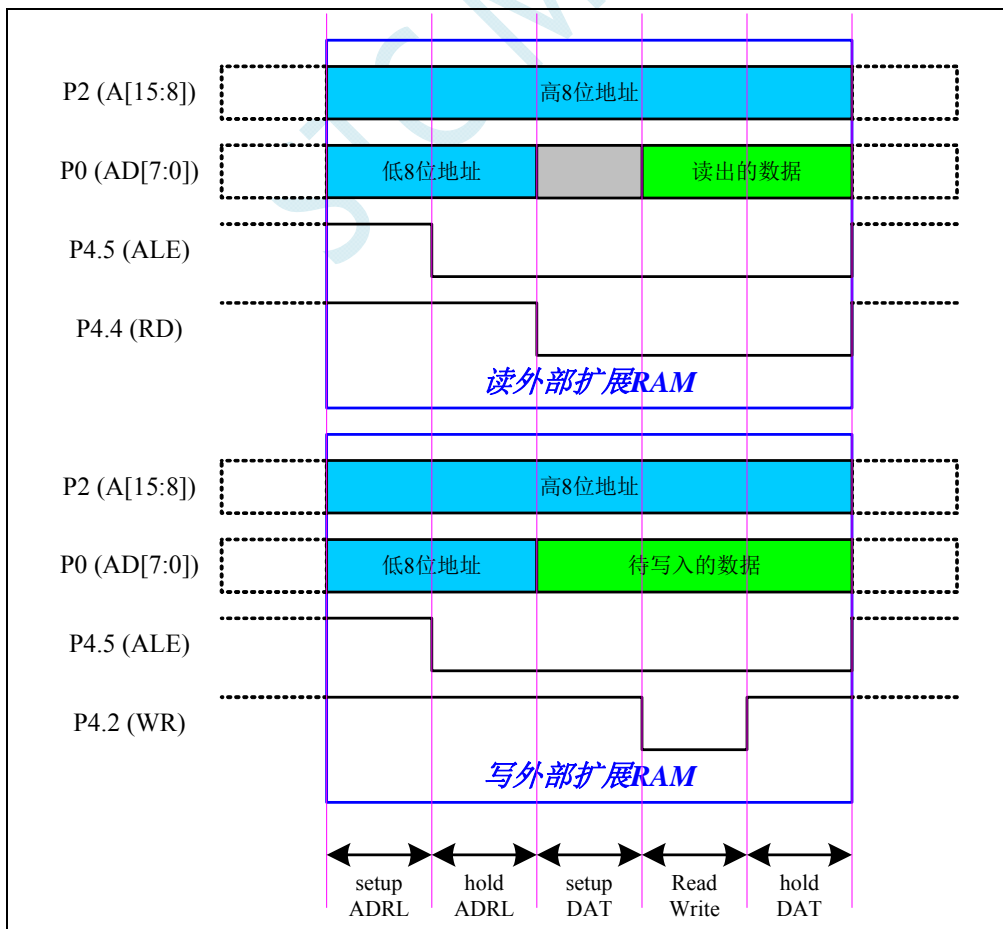 P2 (A[15:8])
高8位地址
P0 (AD[7:0])
低8位地址
读出的数据
P4.5 (ALE)
P4.4 (RD)
读外部扩展RAM
P2 (A[15:8])
高8位地址
P0 (AD[7:0])
低8位地址
待写入的数据
P4.5 (ALE)
P4.2 (WR)
写外部扩展RAM
setup
ADRL
hold
ADRL
setup
DAT
Read
Write
hold
DAT